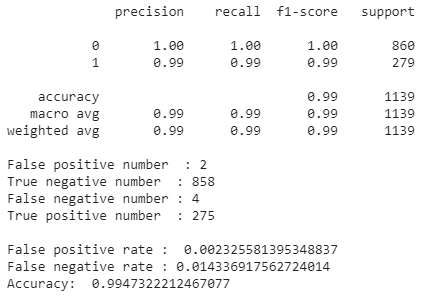 precision recall f1-score support
0 1.00 1.00 1.00 860
1 0.99 0.99 0.99 279
accuracy 0.99 1139
macro avg 0.99 0.99 0.99 1139
weighted avg 0.99 0.99 0.99 1139
False positive number : 2
True negative number : 858
False negative number : 4
True positive number : 275
False positive rate : 0.002325581395348837
False negative rate : 0.014336917562724014
Accuracy: 0.9947322212467077